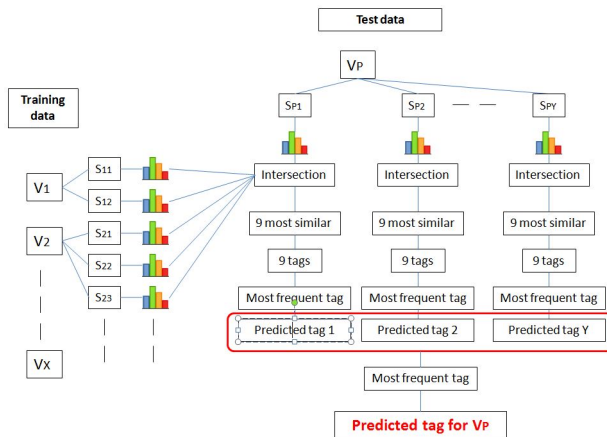 Test data
VP
Training
data
SP1
SP2
SPY
V1
S11
S12
Intersection
Intersection
Intersection
V2
S21
S22
S23
9 most similar
9 most similar
9 most similar
9 tags
9 tags
9 tags
Most frequent tag
Most frequent tag
Most frequent tag
Predicted tag 1
Predicted tag 2
Predicted tag Y
VX
Most frequent tag
Predicted tag for VP